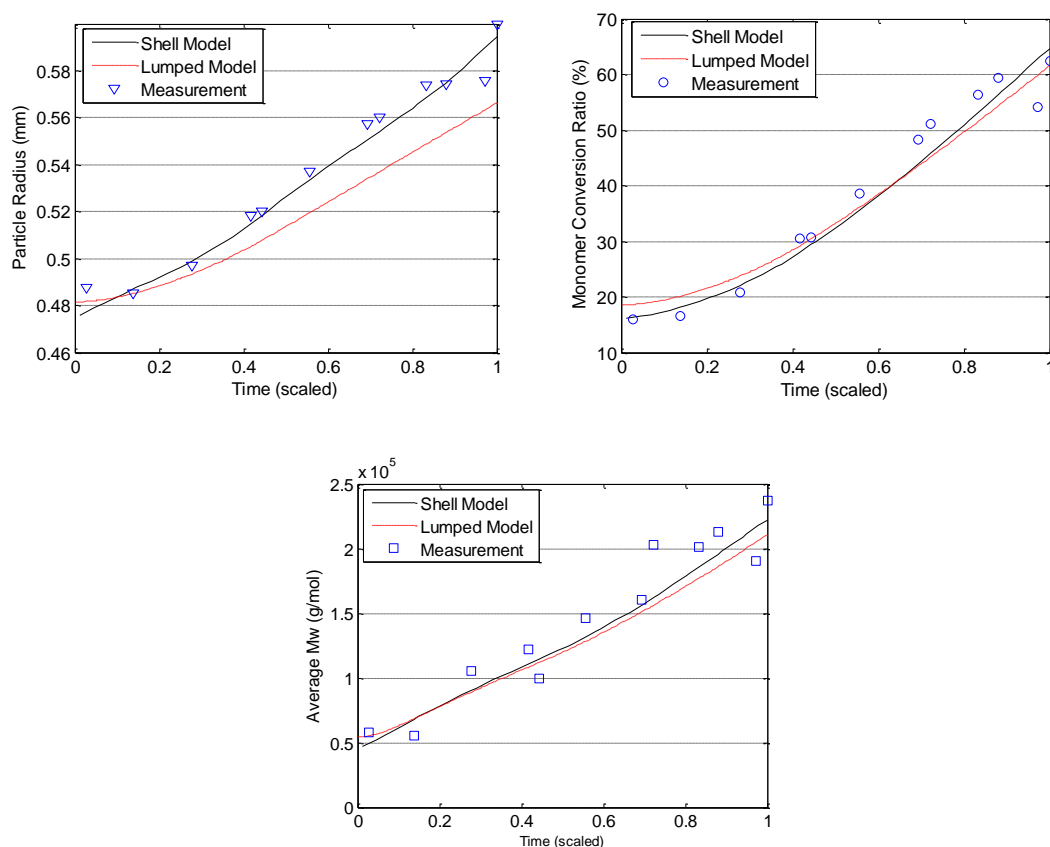 Shell Model
Lumped Model
Measurement
0.58
0.56
0.54
0.52
0.5
0.48
0.46
Particle Radius (mm)
0 0.2 0.4 0.6 0.8 1
Time (scaled)
Shell Model
Lumped Model
Measurement
70
60
50
40
30
20
10
Monomer Conversion Ratio (%)
0 0.2 0.4 0.6 0.8 1
Time (scaled)
x 10^5
Shell Model
Lumped Model
Measurement
2.5
2
1.5
1
0.5
0
Average Mw (g/mol)
0 0.2 0.4 0.6 0.8 1
Time (scaled)